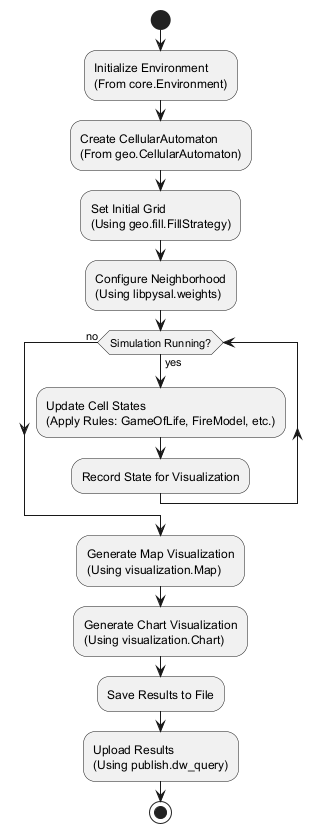 Initialize Environment
(From core.Environment)
Create CellularAutomaton
(From geo.CellularAutomaton)
Set Initial Grid
(Using geo.fill.FillStrategy)
Configure Neighborhood
(Using libpysal.weights)
no
Simulation Running?
yes
Update Cell States
(Apply Rules: GameOfLife, FireModel, etc.)
Record State for Visualization
Generate Map Visualization
(Using visualization.Map)
Generate Chart Visualization
(Using visualization.Chart)
Save Results to File
Upload Results
(Using publish.dw_query)